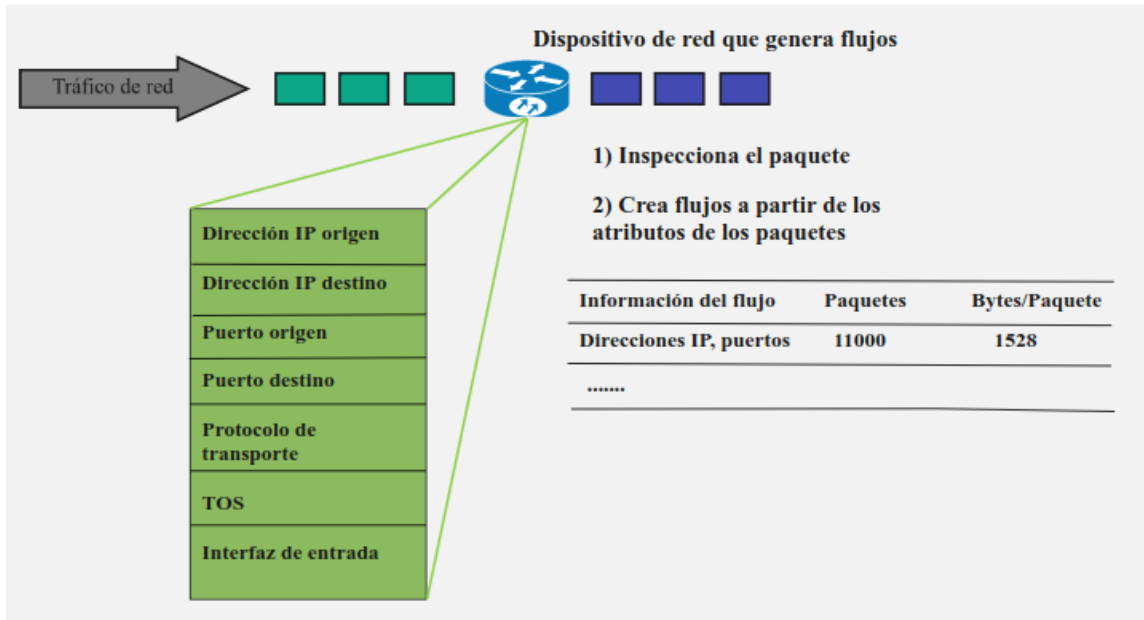 Dispositivo de red que genera flujos
Tráfico de red
1) Inspecciona el paquete
2) Crea flujos a partir de los
atributos de los paquetes
Dirección IP origen
Dirección IP destino
Puerto origen
Puerto destino
Protocolo de
transporte
TOS
Interfaz de entrada
Información del flujo Paquetes Bytes/Paquete
Direcciones IP, puertos 11000 1528
.......